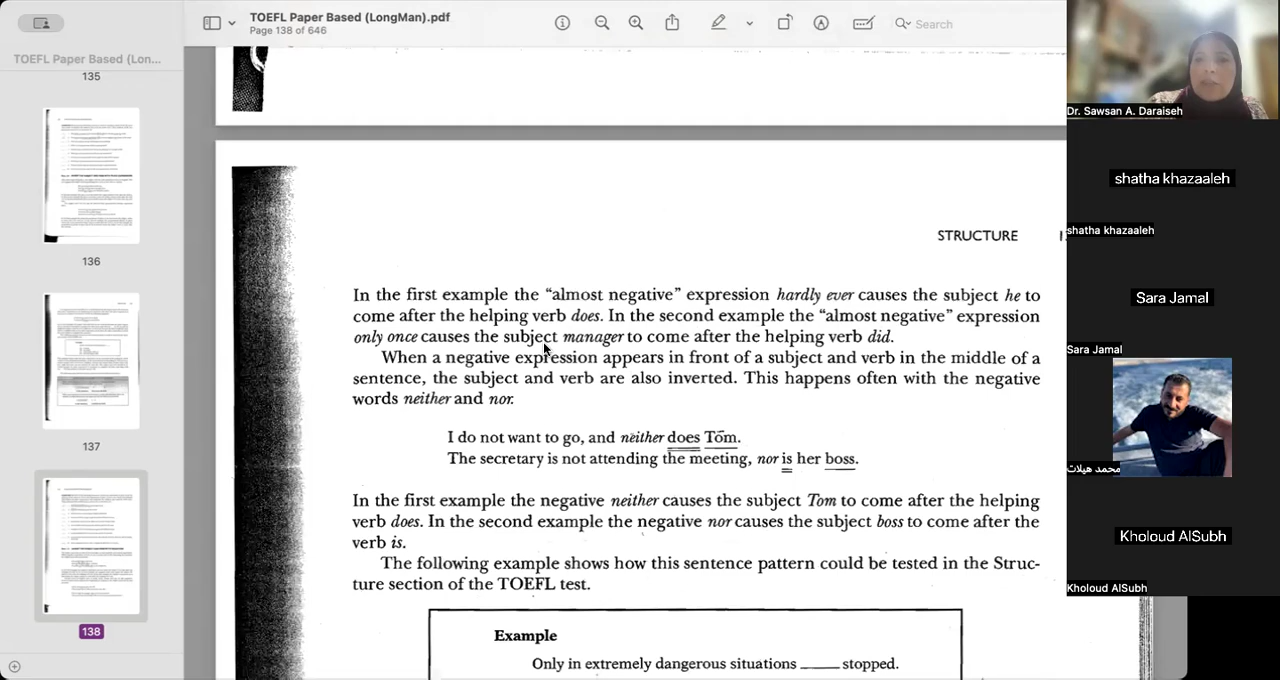 TOEFL Paper Based (LongMan).pdf
Page 138 of 646
Search
TOEFL Paper Based (Lon...
135
136
137
138
STRUCTURE
In the first example the “almost negative” expression hardly ever causes the subject he to
come after the helping verb does. In the second example the “almost negative” expression
only once causes the subject manager to come after the helping verb did.
When a negative expression appears in front of a subject and verb in the middle of a
sentence, the subject and verb are also inverted. This happens often with the negative
words neither and nor.
I do not want to go, and neither does Tom.
The secretary is not attending the meeting, nor is her boss.
In the first example the negative neither causes the subject Tom to come after the helping
verb does. In the second example the negative nor causes the subject boss to come after the
verb is.
The following example shows how this sentence pattern could be tested in the Struc-
ture section of the TOEFL test.
Example
Only in extremely dangerous situations _____ stopped.
Dr. Sawsan A. Daraiseh
shatha khazaaleh
shatha khazaaleh
Sara Jamal
Sara Jamal
محمد هيلات
Kholoud AlSubh
Kholoud AlSubh